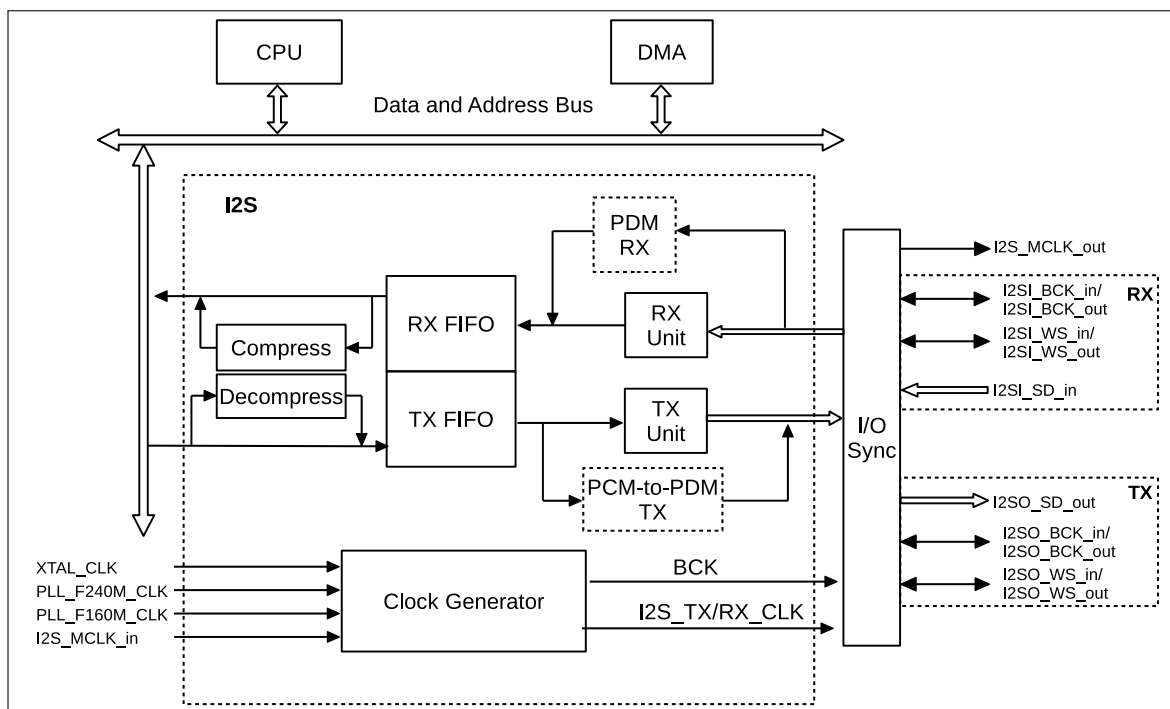 CPU
DMA
Data and Address Bus
I2S
PDM
RX
I2S_MCLK_out
RX
I2SI_BCK_in/
I2SI_BCK_out
RX FIFO
RX
Unit
I2SI_WS_in/
I2SI_WS_out
Compress
Decompress
I2SI_SD_in
TX FIFO
TX
Unit
I/O
Sync
PCM-to-PDM
TX
TX
I2SO_SD_out
I2SO_BCK_in/
I2SO_BCK_out
XTAL_CLK
PLL_F240M_CLK
PLL_F160M_CLK
I2S_MCLK_in
Clock Generator
BCK
I2S_TX/RX_CLK
I2SO_WS_in/
I2SO_WS_out